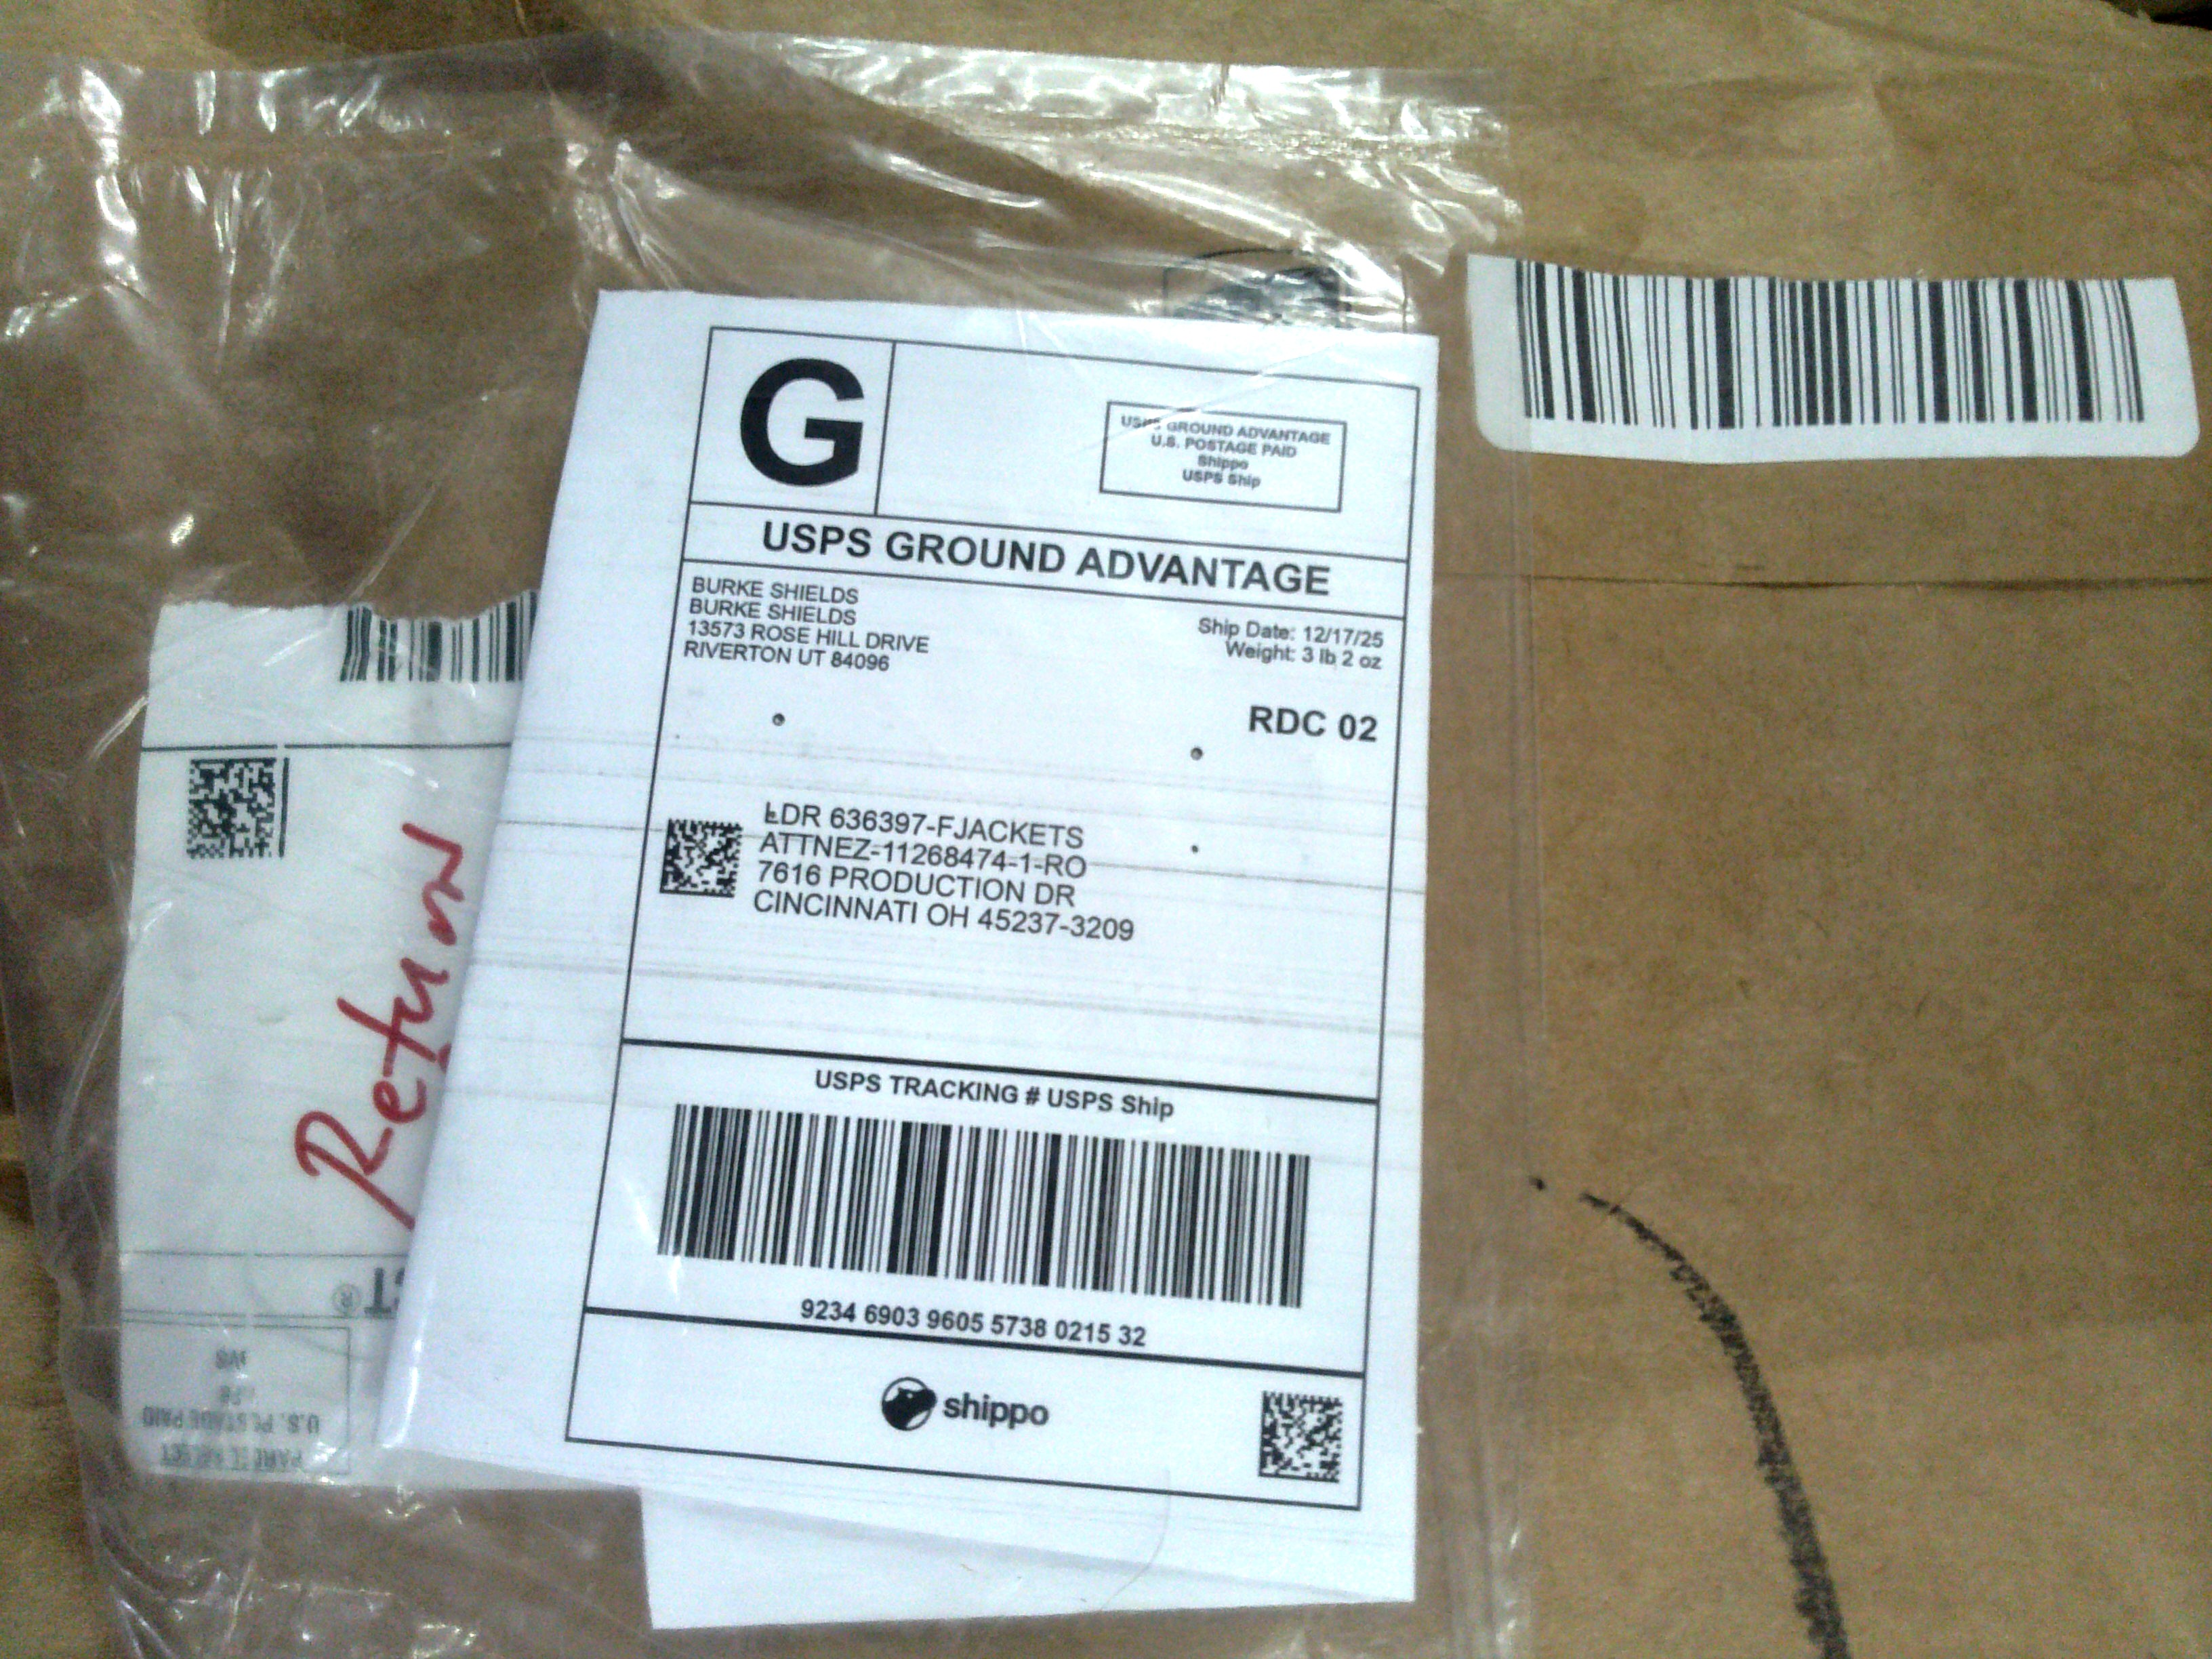 G
USPS GROUND ADVANTAGE
U.S. POSTAGE PAID
Shippo
USPS Ship
USPS GROUND ADVANTAGE
BURKE SHIELDS
BURKE SHIELDS
13573 ROSE HILL DRIVE
RIVERTON UT 84096
Ship Date: 12/17/25
Weight: 3 lb 2 oz
RDC 02
LDR 636397-FJACKETS
ATTNEZ-11268474-1-RO
7616 PRODUCTION DR
CINCINNATI OH 45237-3209
USPS TRACKING # USPS Ship
9234 6903 9605 5738 0215 32
shippo
Return
CT®
U.S. POSTAGE PAID